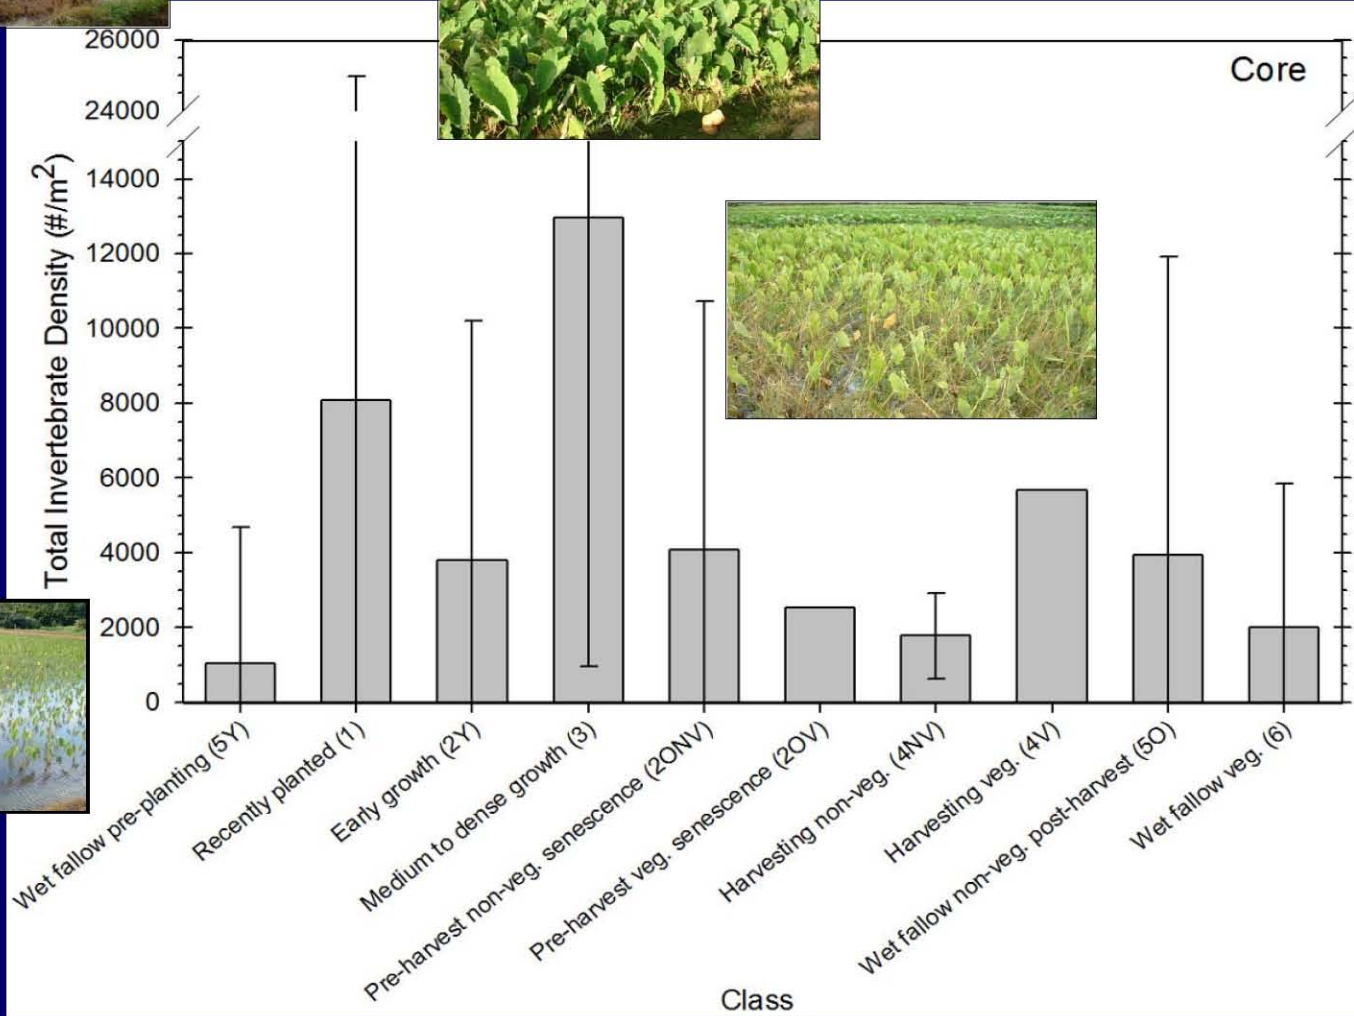 26000
24000
14000
12000
10000
8000
6000
4000
2000
0
Total Invertebrate Density (#/m²)
Core
Wet fallow pre-planting (5Y)
Recently planted (1)
Early growth (2Y)
Medium to dense growth (3)
Pre-harvest non-veg. senescence (2ONV)
Pre-harvest veg. senescence (2OV)
Harvesting non-veg. (4NV)
Harvesting veg. (4V)
Wet fallow non-veg. post-harvest (5O)
Wet fallow veg. (6)
Class